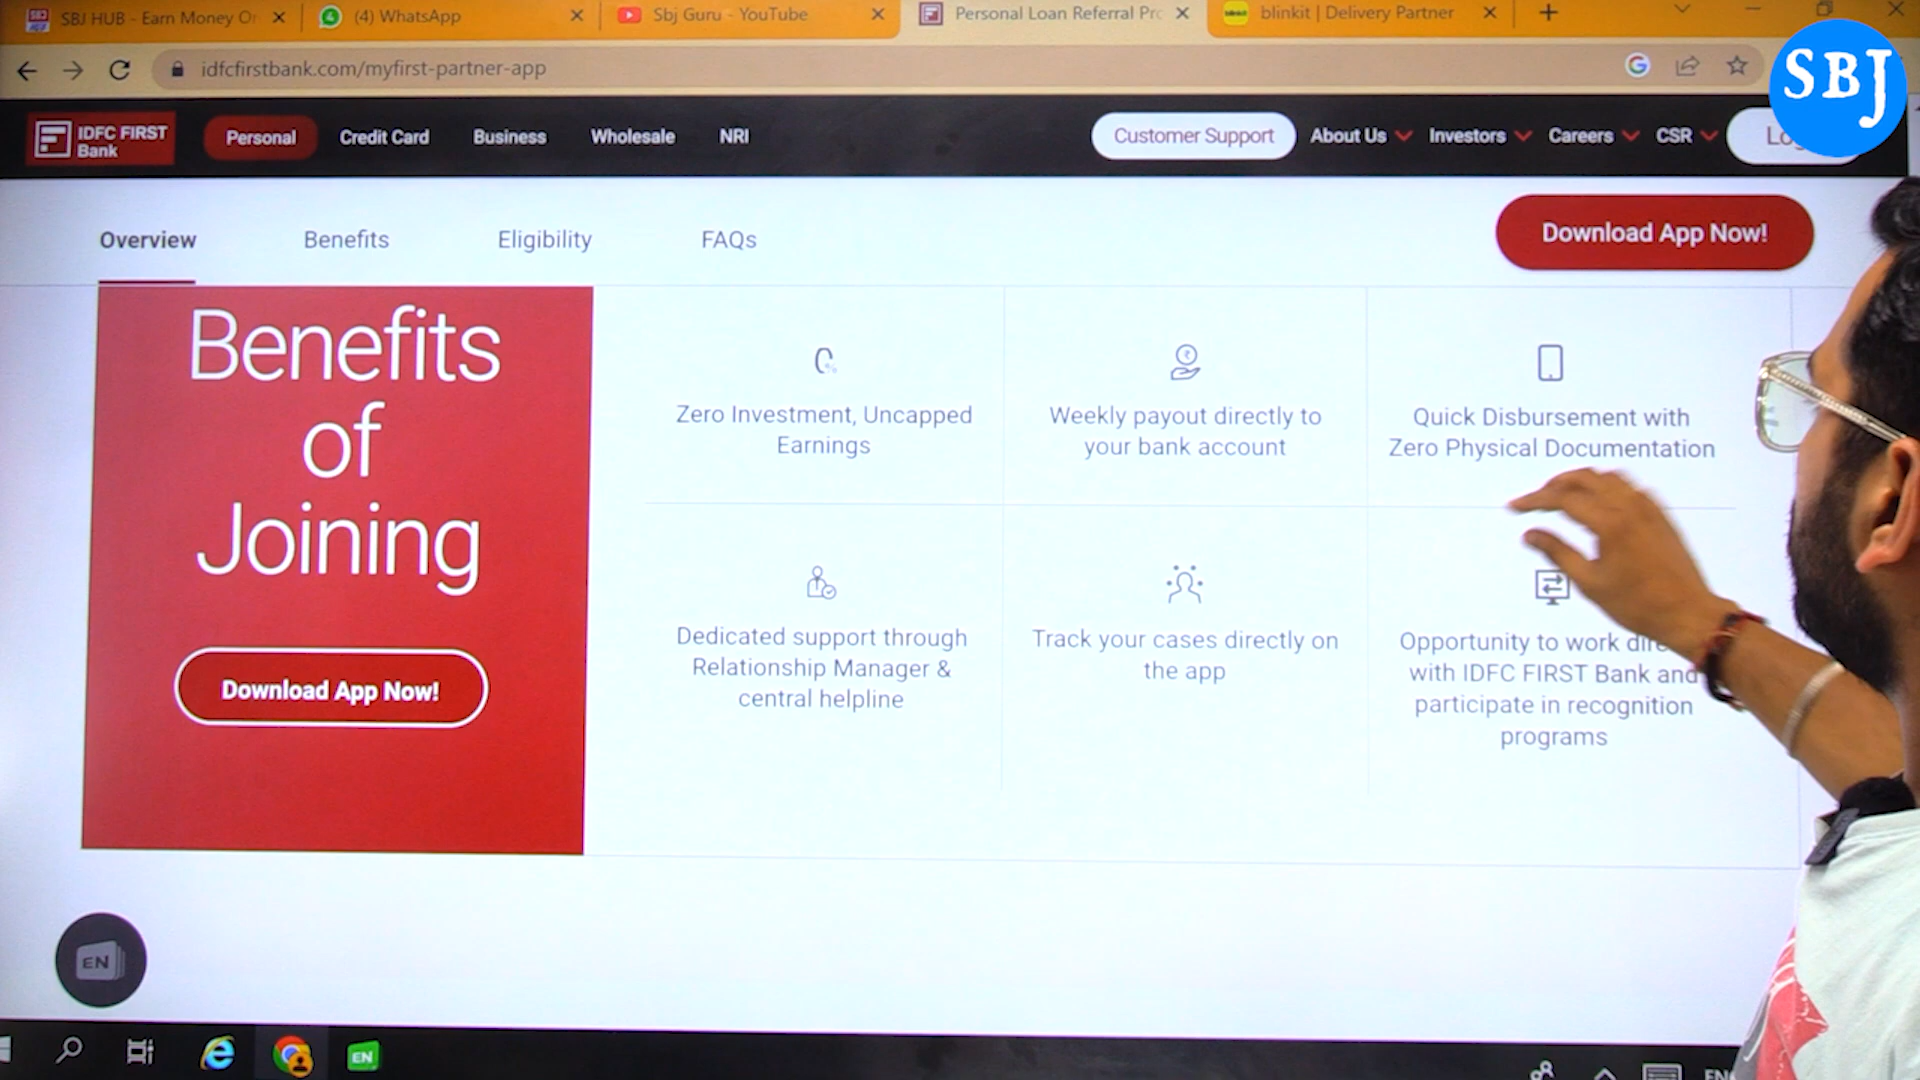 SBJ HUB - Earn Money O
(4) WhatsApp
Sbj Guru - YouTube
Personal Loan Referral Pr
blinkit | Delivery Partner
idfcfirstbank.com/myfirst-partner-app
SBJ
IDFC FIRST
Bank
Personal
Credit Card
Business
Wholesale
NRI
Customer Support
About Us
Investors
Careers
CSR
Overview
Benefits
Eligibility
FAQs
Download App Now!
Benefits
of
Joining
Download App Now!
Zero Investment, Uncapped
Earnings
Weekly payout directly to
your bank account
Quick Disbursement with
Zero Physical Documentation
Dedicated support through
Relationship Manager &
central helpline
Track your cases directly on
the app
Opportunity to work
with IDFC FIRST Bank and
participate in recognition
programs
EN
EN